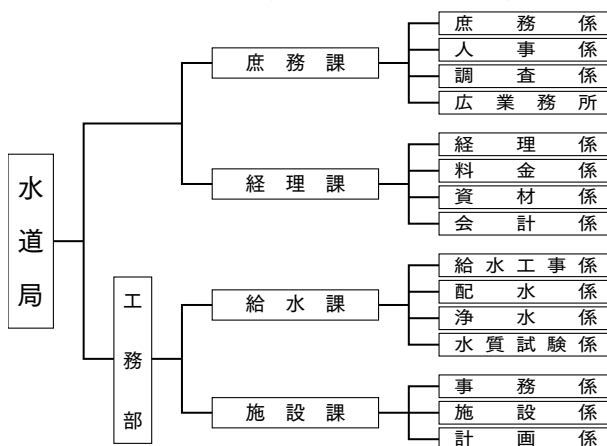 水道局
工務部
庶務課
庶務係
人事係
調査係
広業務所
経理課
経理係
料金係
資材係
会計係
給水課
給水工事係
配水係
浄水係
水質試験係
施設課
事務係
施設係
計画係